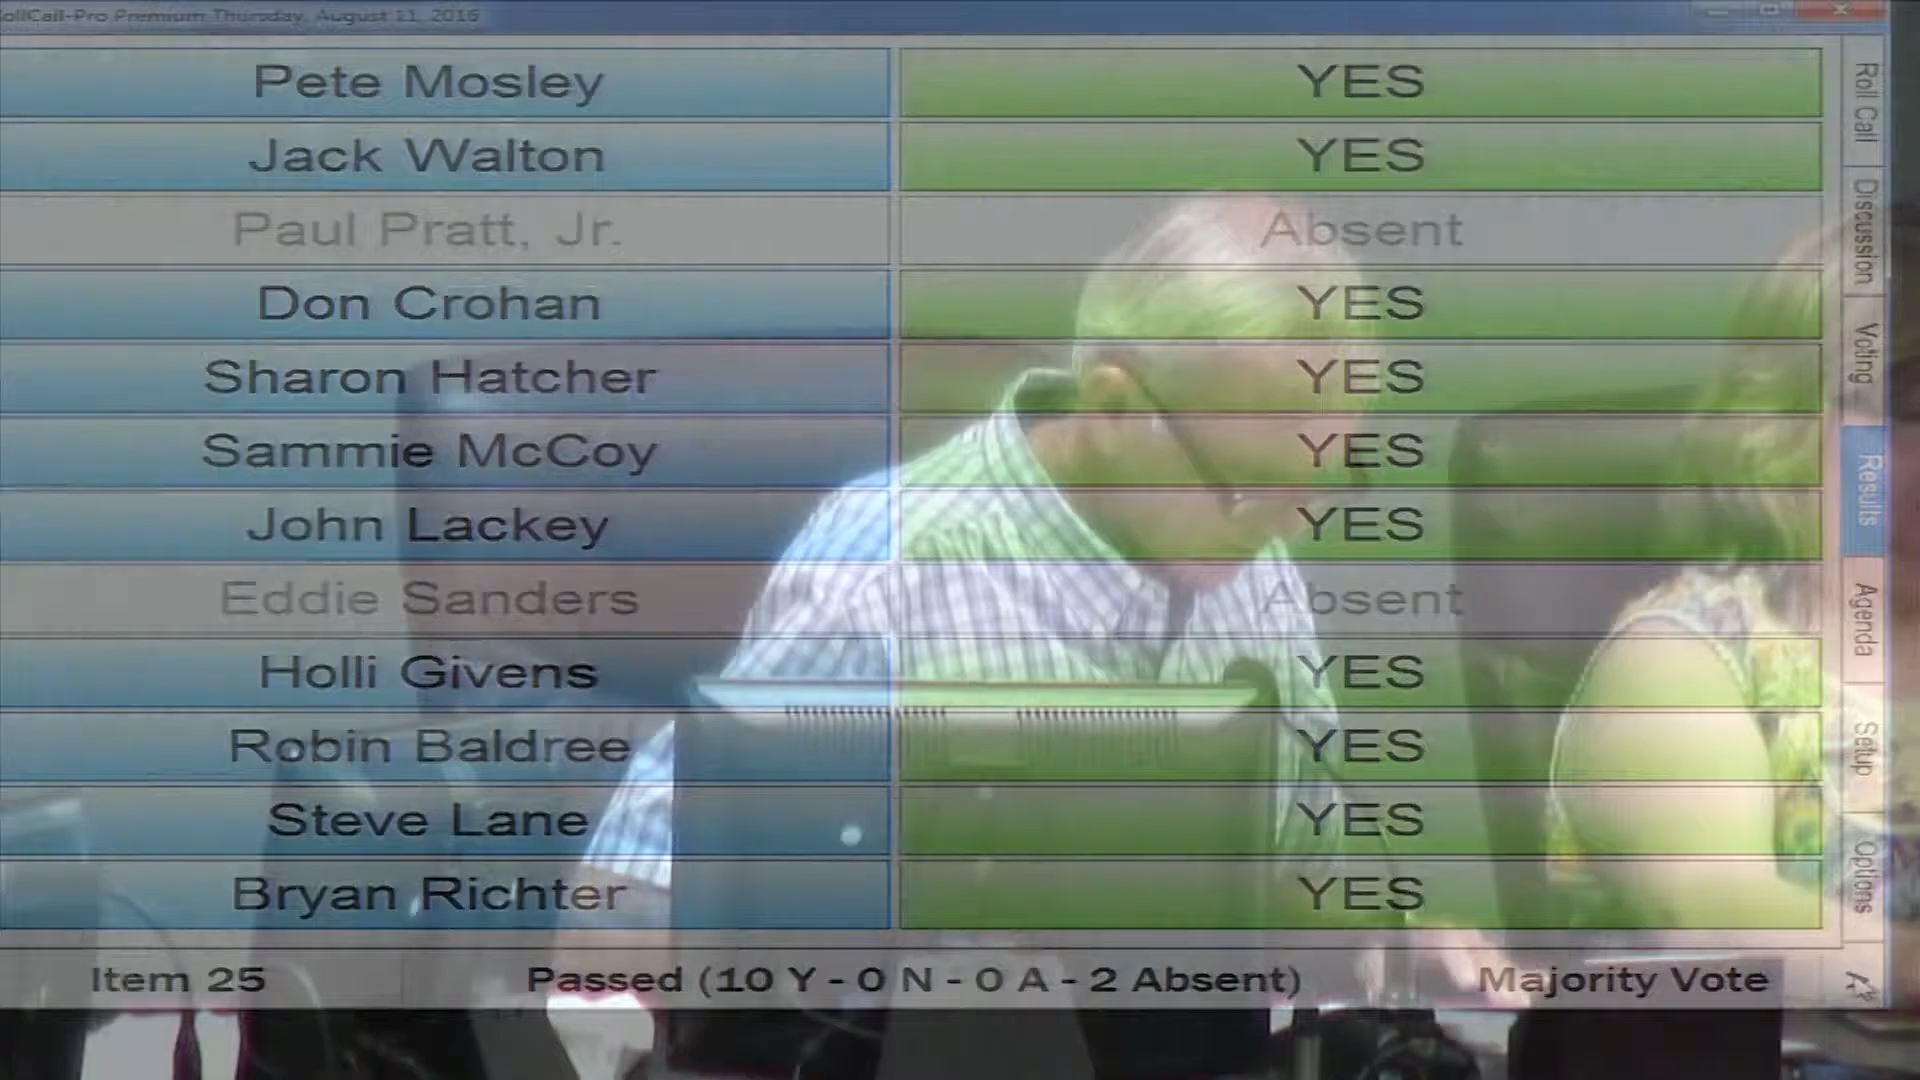 RollCall-Pro Premium Thursday, August 11, 2016
Pete Mosley YES
Jack Walton YES
Paul Pratt, Jr. Absent
Don Crohan YES
Sharon Hatcher YES
Sammie McCoy YES
John Lackey YES
Eddie Sanders Absent
Holli Givens YES
Robin Baldree YES
Steve Lane YES
Bryan Richter YES
Item 25 Passed (10 Y - 0 N - 0 A - 2 Absent) Majority Vote
Roll Call
Discussion
Voting
Results
Agenda
Setup
Options